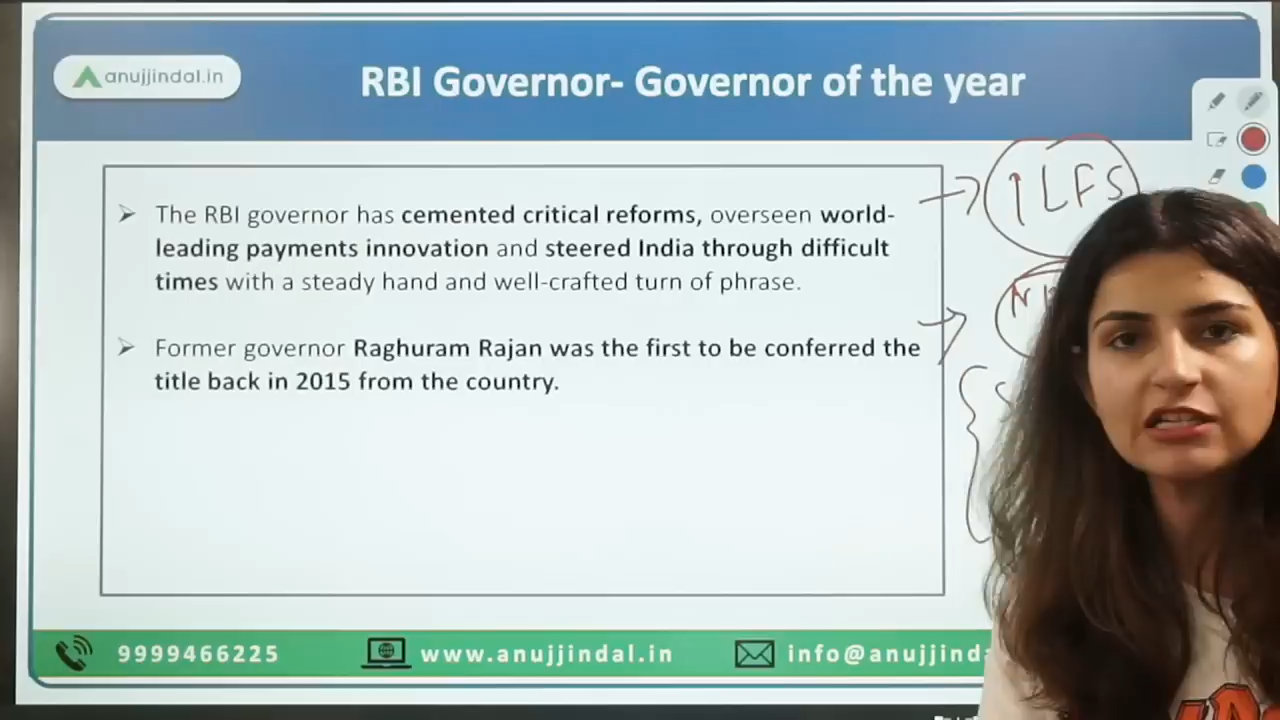 anujjindal.in
RBI Governor- Governor of the year
➢ The RBI governor has cemented critical reforms, overseen world-
leading payments innovation and steered India through difficult
times with a steady hand and well-crafted turn of phrase.
➢ Former governor Raghuram Rajan was the first to be conferred the
title back in 2015 from the country.
ILFS
9999466225
www.anujjindal.in
info@anujjind